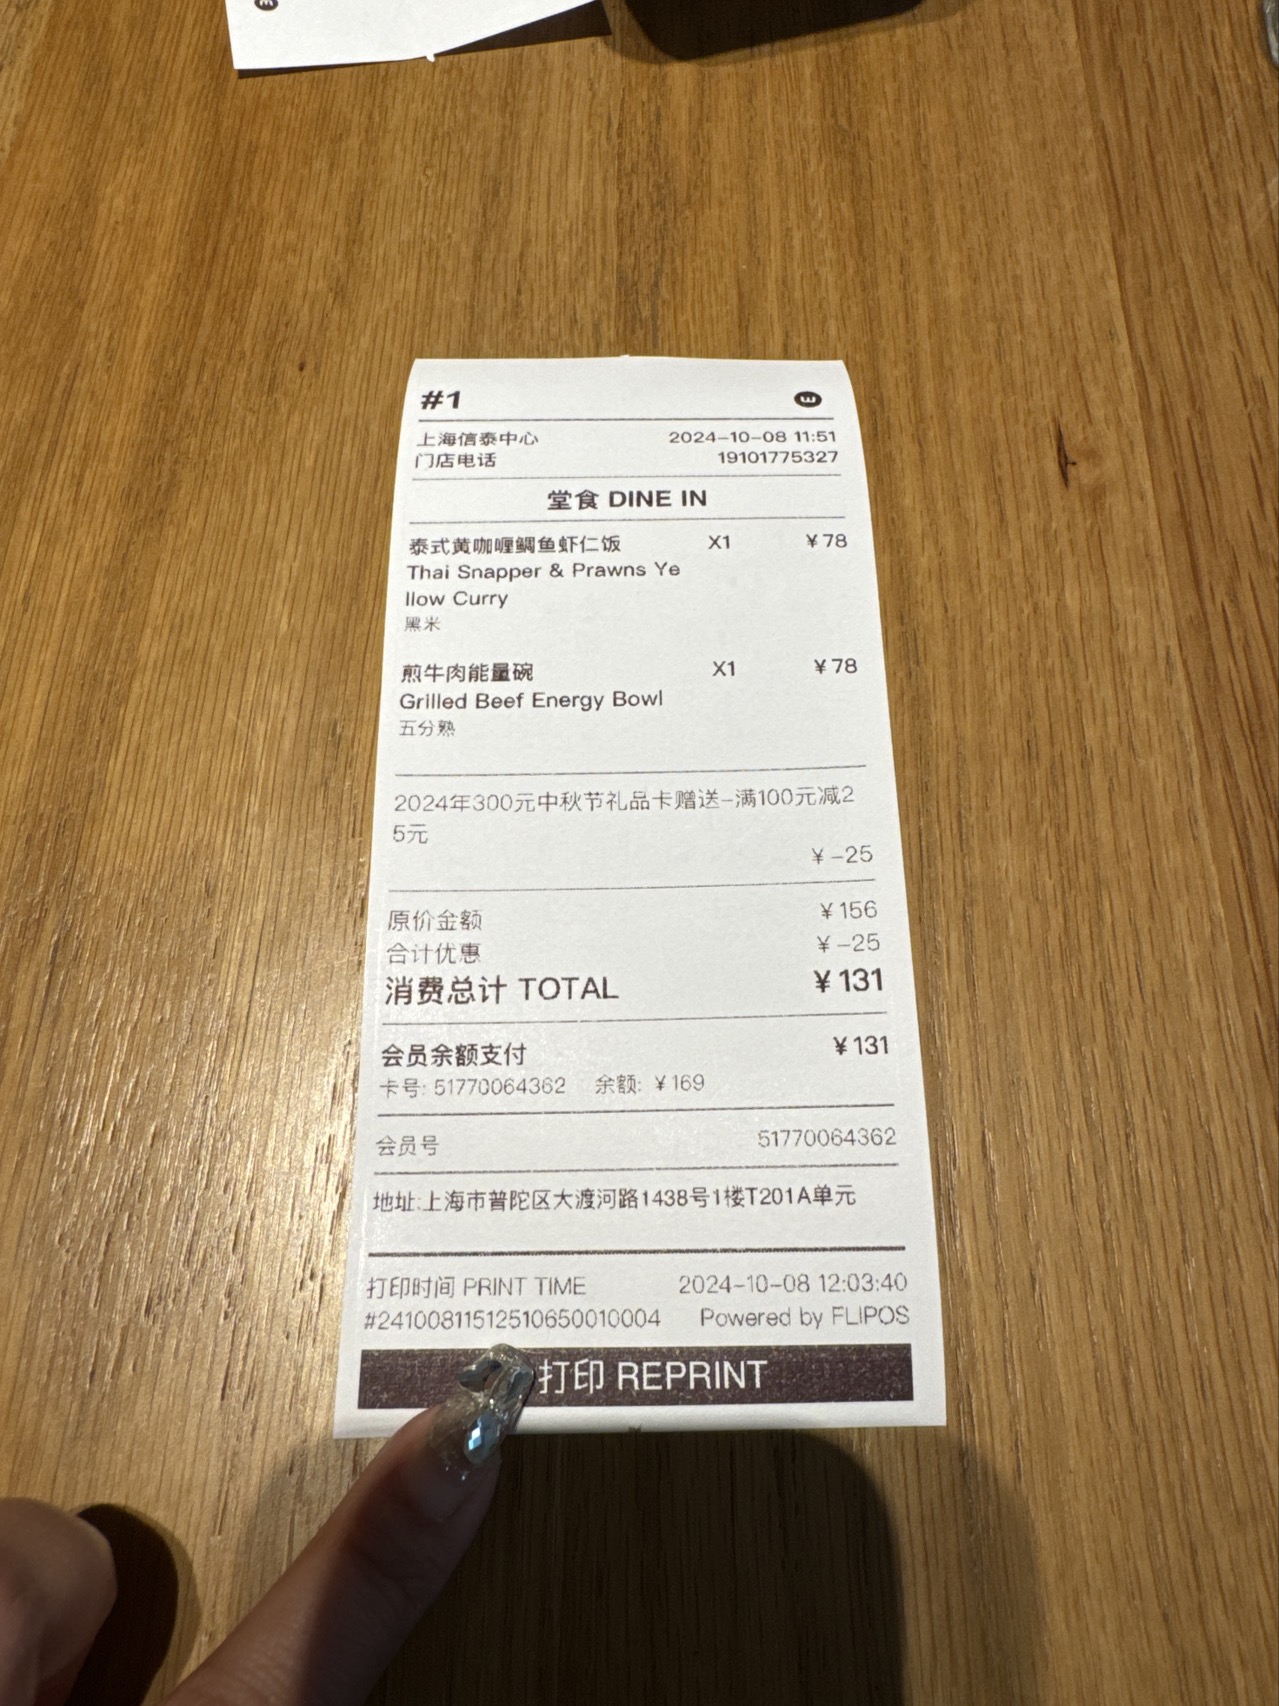 #1
上海信泰中心 2024-10-08 11:51
门店电话 19101775327
堂食 DINE IN
泰式黄咖喱鲷鱼虾仁饭 X1 ¥78
Thai Snapper & Prawns Ye
llow Curry
黑米
煎牛肉能量碗 X1 ¥78
Grilled Beef Energy Bowl
五分熟
2024年300元中秋节礼品卡赠送-满100元减2
5元
¥-25
原价金额 ¥156
合计优惠 ¥-25
消费总计 TOTAL ¥131
会员余额支付 ¥131
卡号: 51770064362 余额: ¥169
会员号 51770064362
地址:上海市普陀区大渡河路1438号1楼T201A单元
打印时间 PRINT TIME 2024-10-08 12:03:40
#24100811512510650010004 Powered by FLIPOS
打印 REPRINT